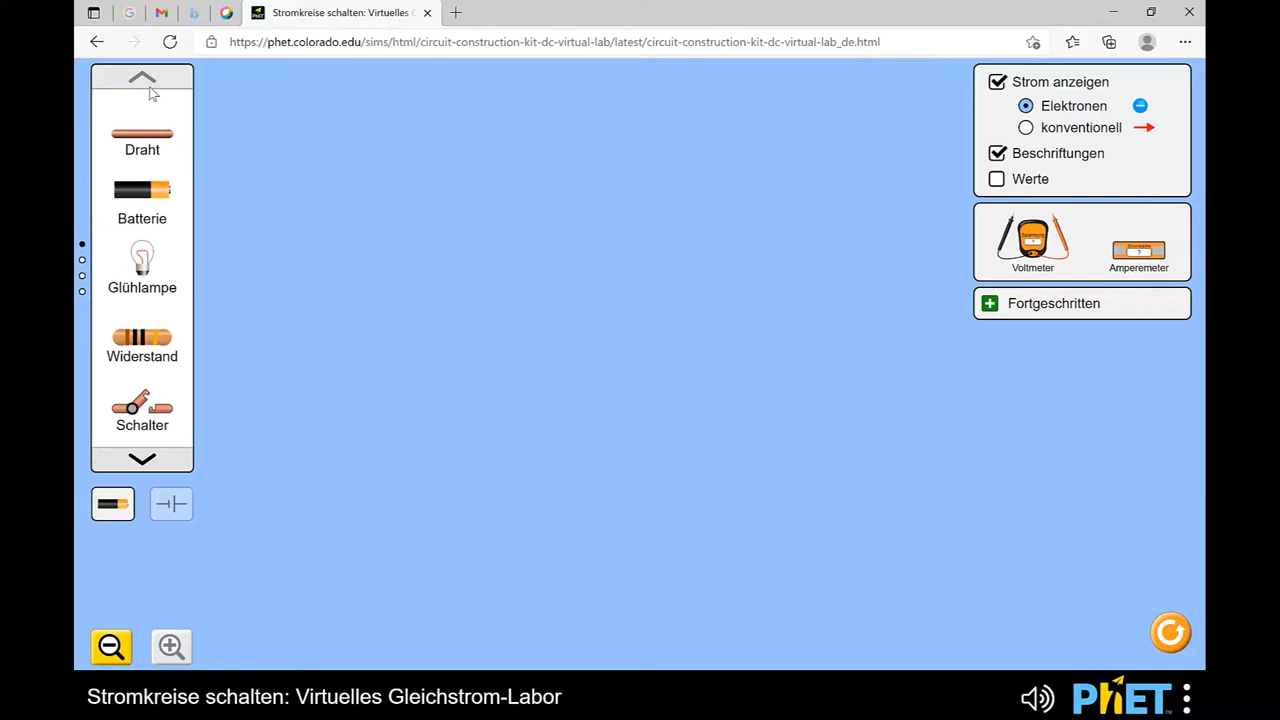 Stromkreise schalten: Virtuelles G
https://phet.colorado.edu/sims/html/circuit-construction-kit-dc-virtual-lab/latest/circuit-construction-kit-dc-virtual-lab_de.html
Draht
Batterie
Glühlampe
Widerstand
Schalter
Strom anzeigen
Elektronen
konventionell
Beschriftungen
Werte
Spannung
?
Voltmeter
Stromstärke
?
Amperemeter
Fortgeschritten
Stromkreise schalten: Virtuelles Gleichstrom-Labor
PhET